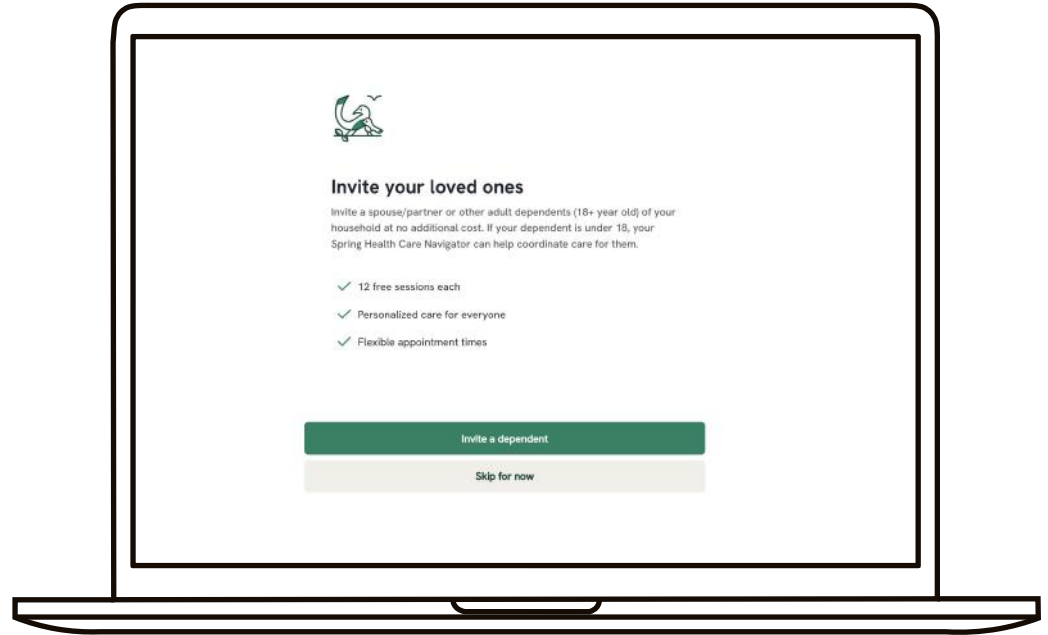 Invite your loved ones
Invite a spouse/partner or other adult dependents (18+ year old) of your
household at no additional cost. If your dependent is under 18, your
Spring Health Care Navigator can help coordinate care for them.
12 free sessions each
Personalized care for everyone
Flexible appointment times
Invite a dependent
Skip for now